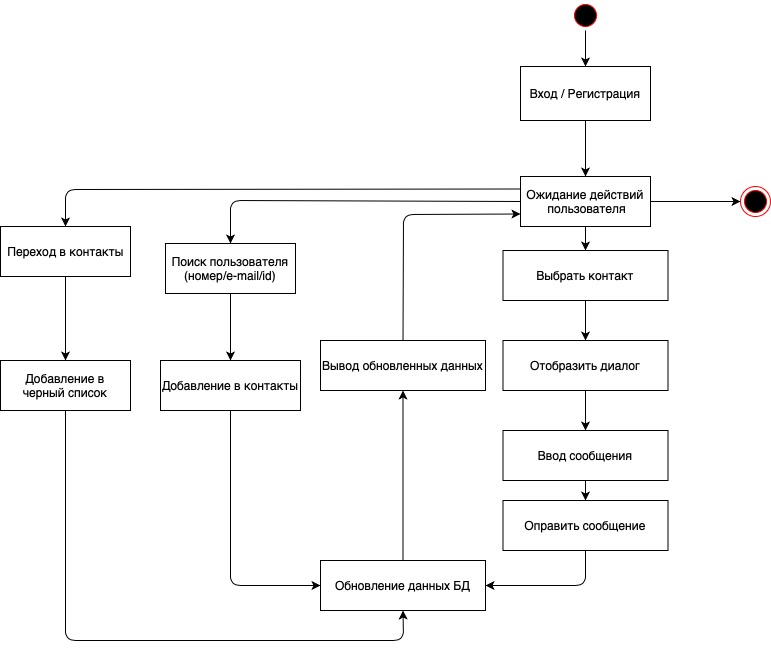 Вход / Регистрация
Ожидание действий
пользователя
Переход в контакты
Поиск пользователя
(номер/e-mail/id)
Выбрать контакт
Добавление в
черный список
Добавление в контакты
Вывод обновленных данных
Отобразить диалог
Ввод сообщения
Оправить сообщение
Обновление данных БД